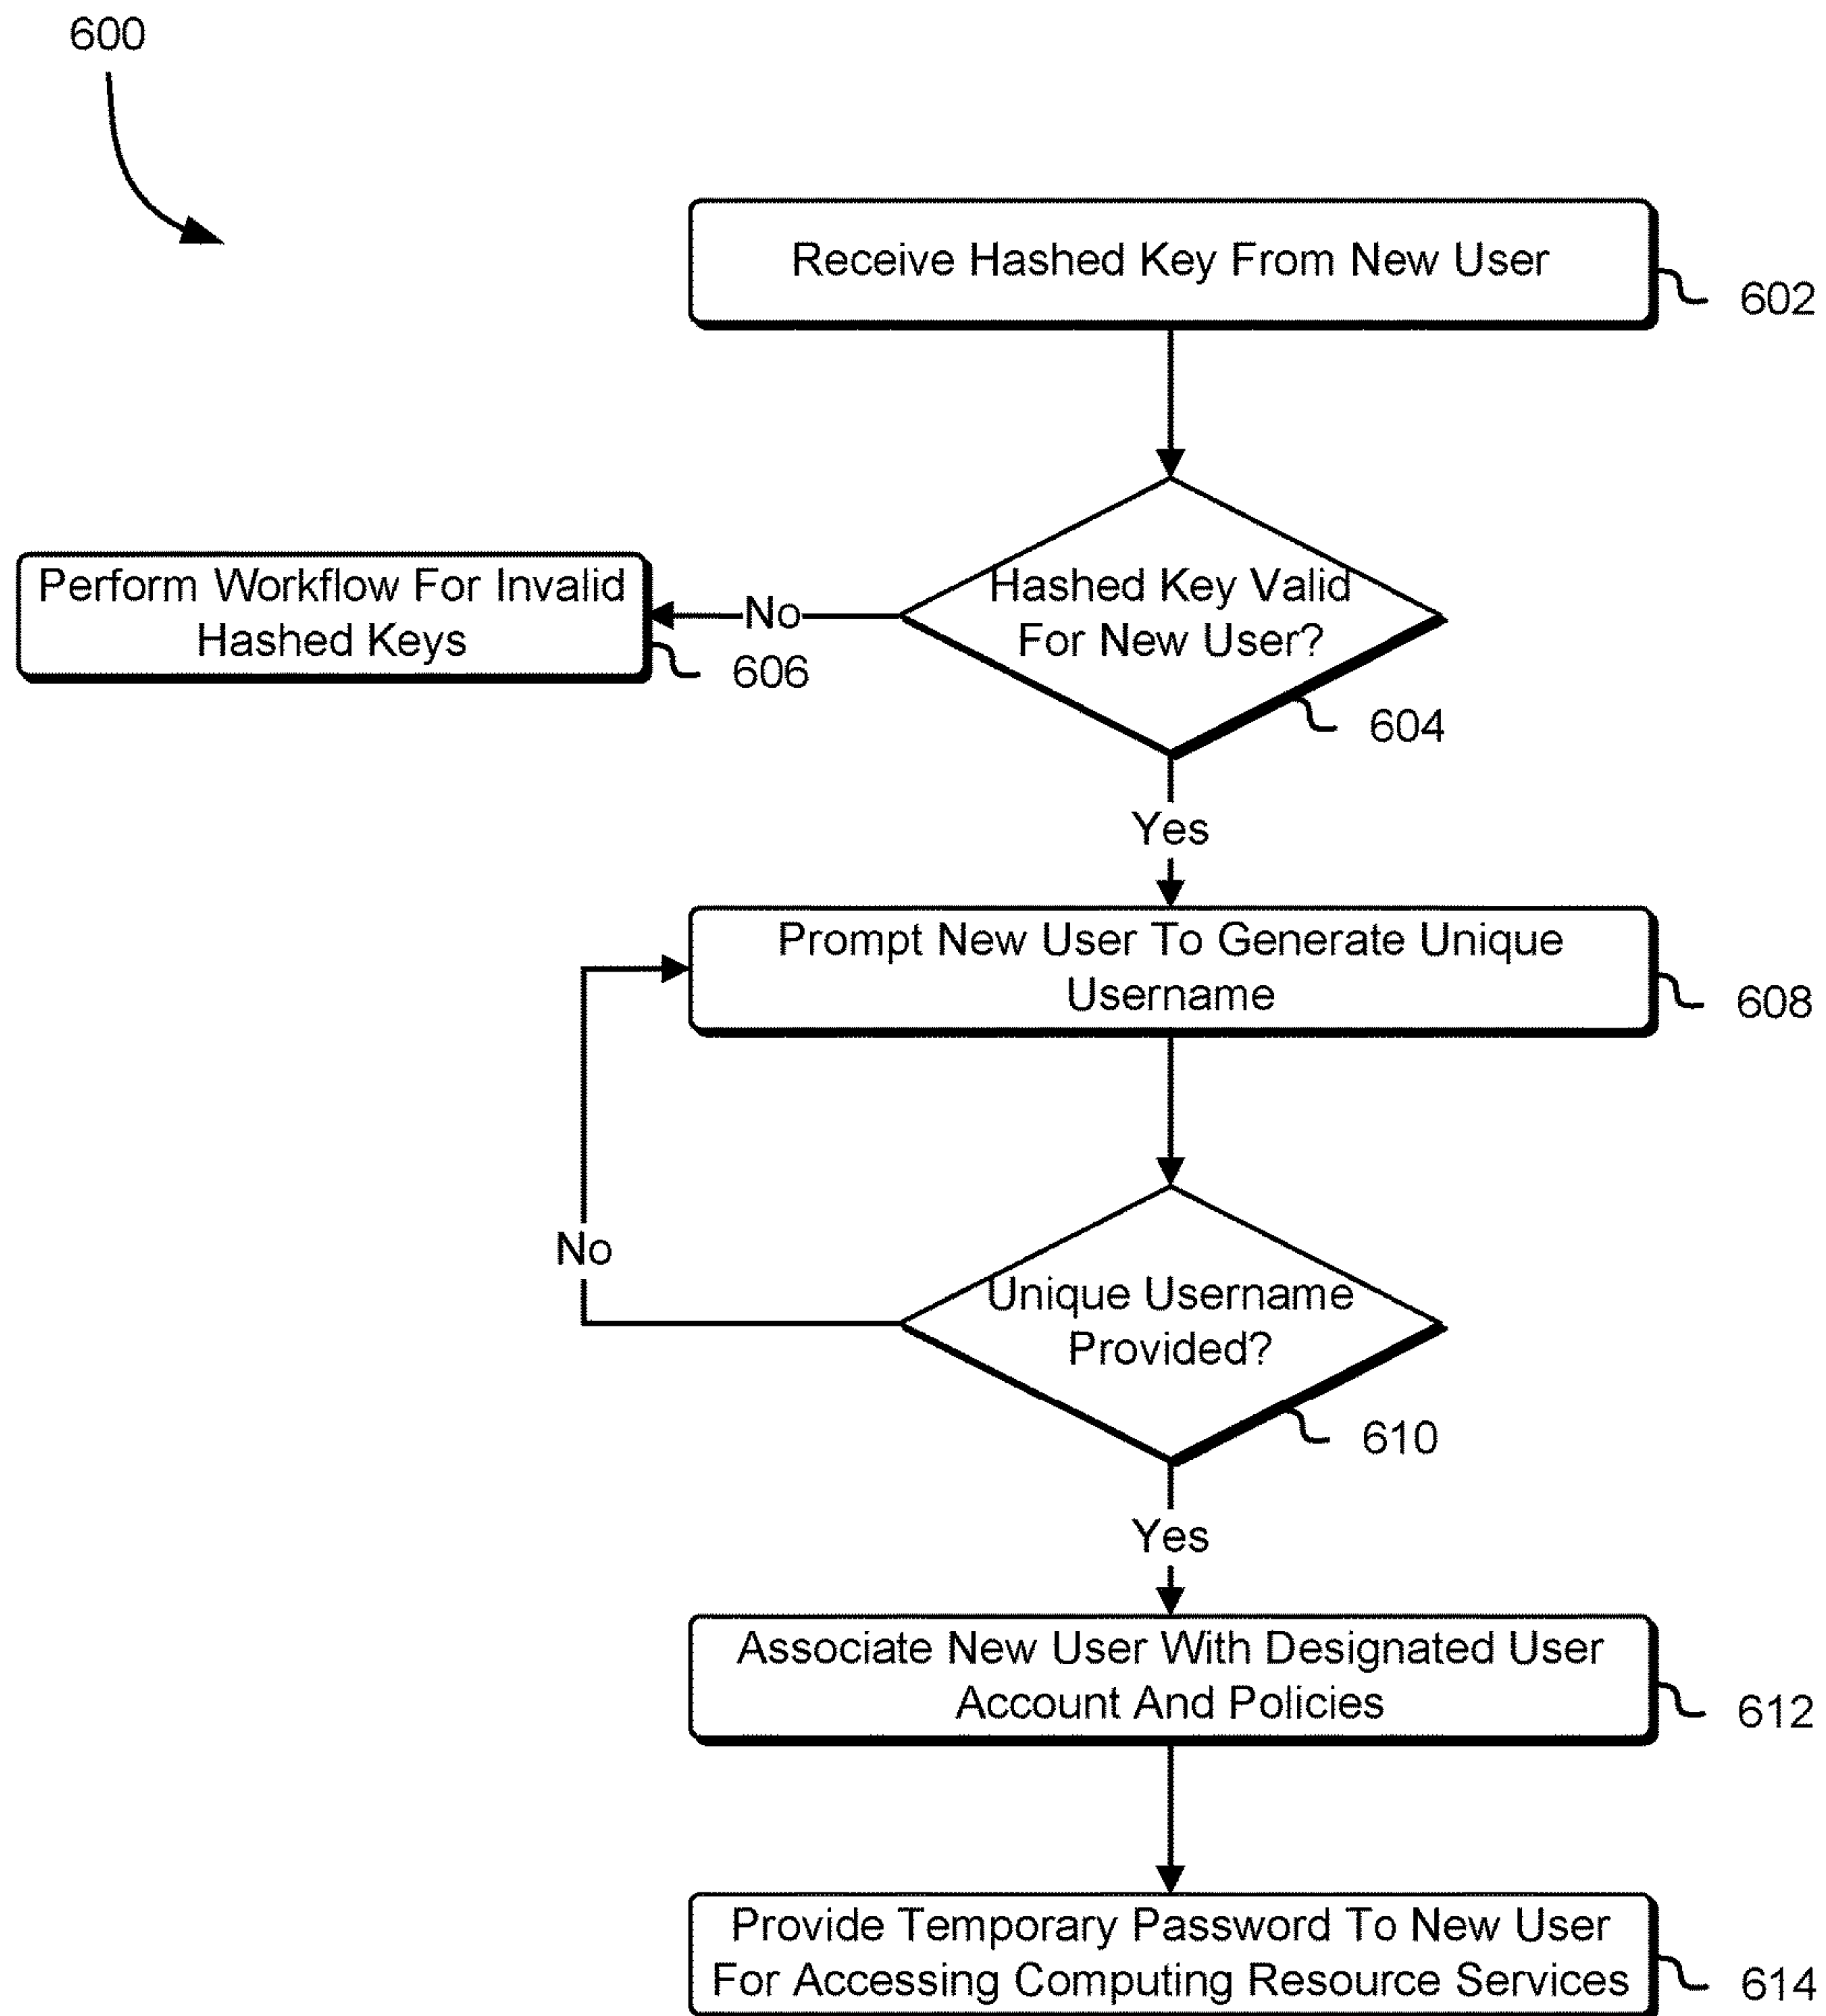 600
Receive Hashed Key From New User
602
Hashed Key Valid
For New User?
604
No
Perform Workflow For Invalid
Hashed Keys
606
Yes
Prompt New User To Generate Unique
Username
608
Unique Username
Provided?
610
No
Yes
Associate New User With Designated User
Account And Policies
612
Provide Temporary Password To New User
For Accessing Computing Resource Services
614